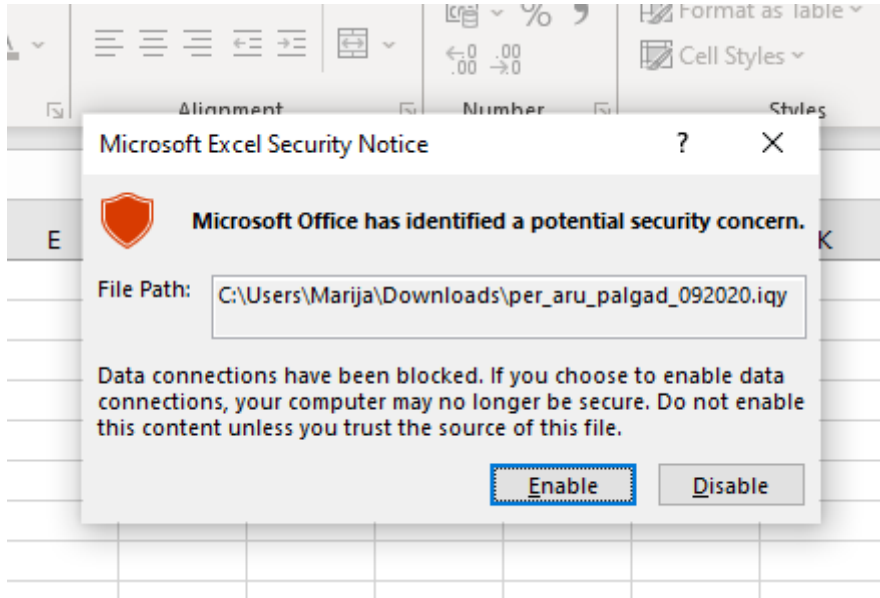 % Format as Table
.00 Cell Styles
Alignment Number Styles
Microsoft Excel Security Notice ? X
Microsoft Office has identified a potential security concern.
E K
File Path: C:\Users\Marija\Downloads\per_aru_palgad_092020.iqy
Data connections have been blocked. If you choose to enable data
connections, your computer may no longer be secure. Do not enable
this content unless you trust the source of this file.
Enable Disable